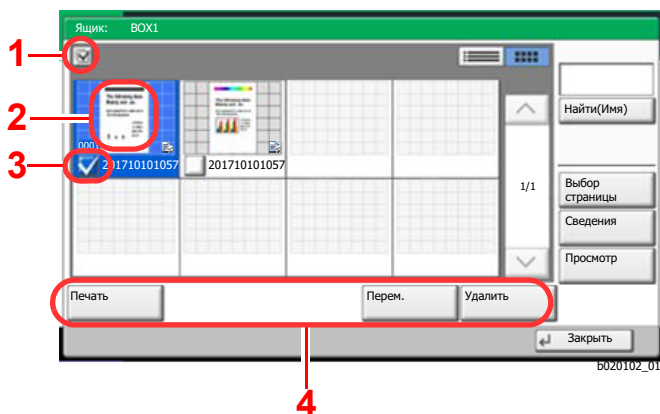 Ящик: BOX1
1
2
Найти(Имя)
0001
3
201710101057
201710101057
1/1
Выбор
страницы
Сведения
Просмотр
Печать
Перем.
Удалить
Закрыть
b020102_01
4